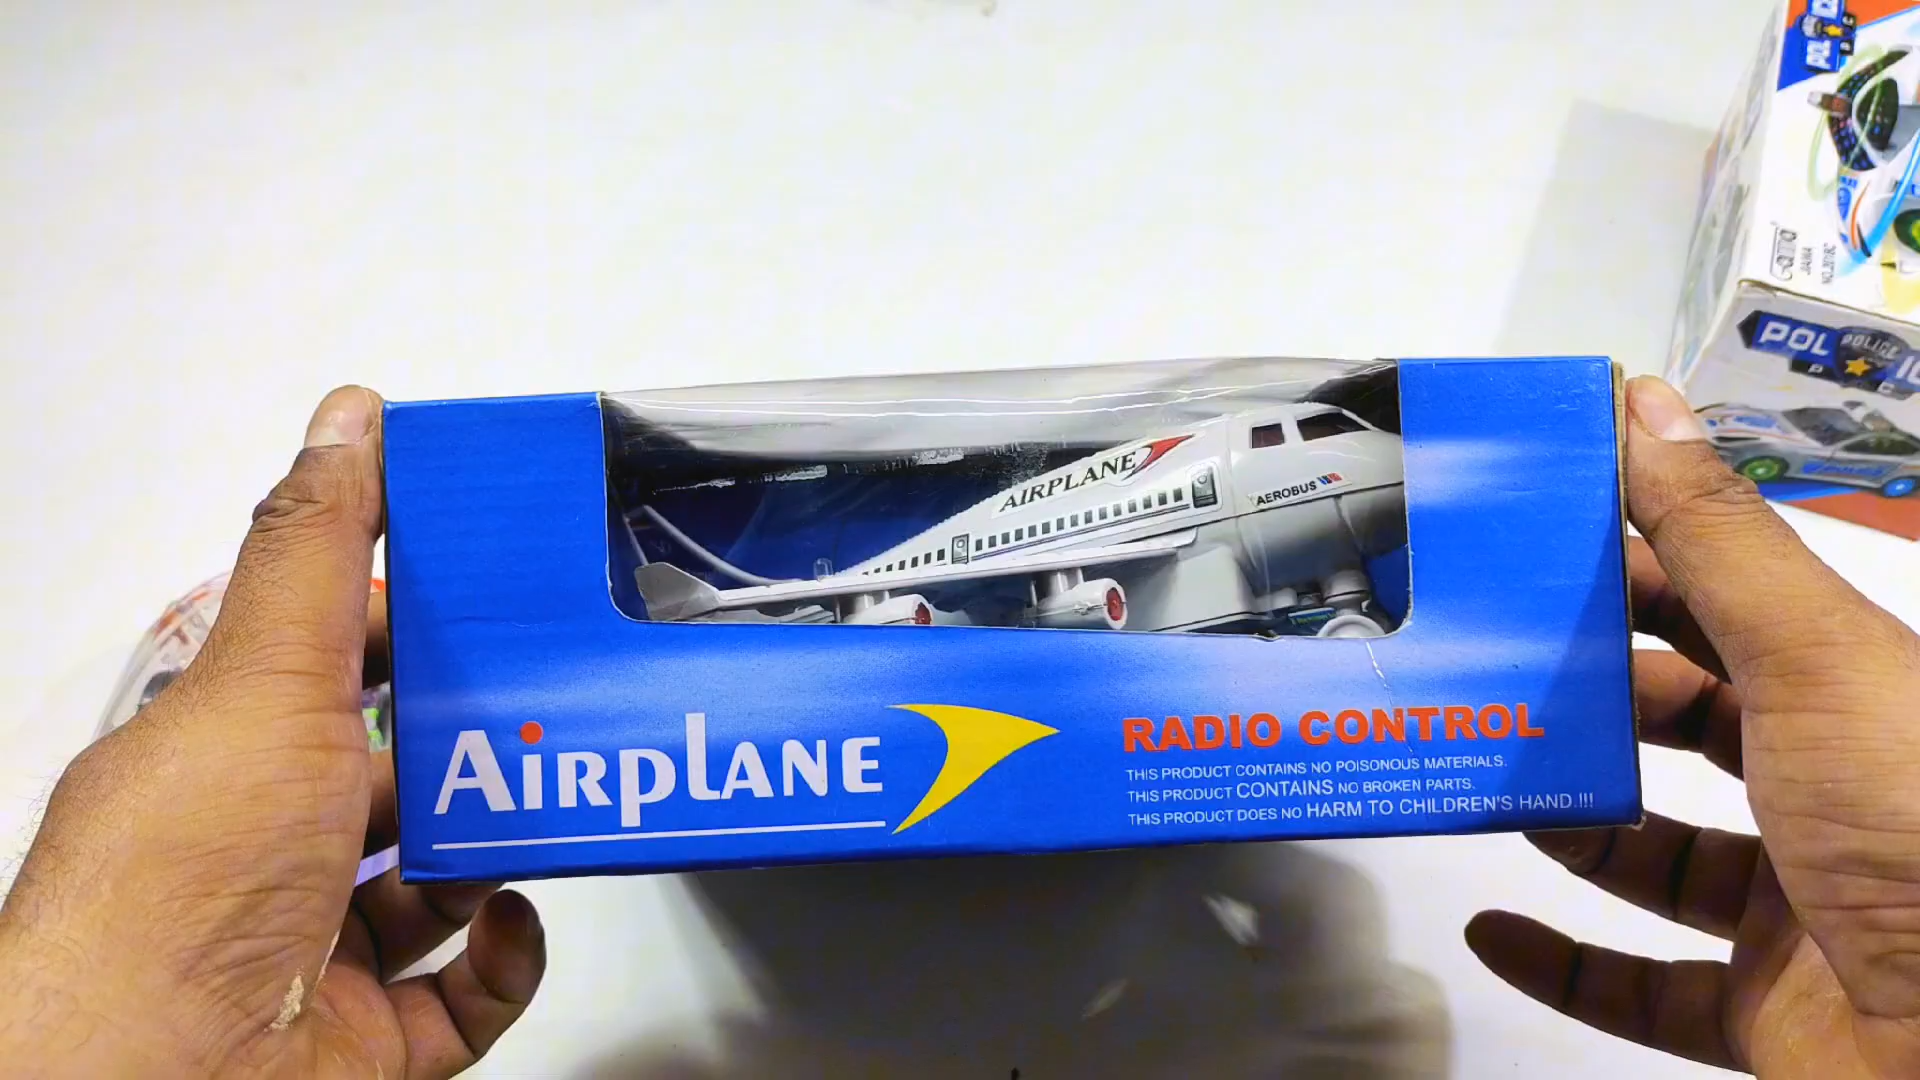 AIRPLANE
AEROBUS
AIRPLANE
RADIO CONTROL
THIS PRODUCT CONTAINS NO POISONOUS MATERIALS.
THIS PRODUCT CONTAINS NO BROKEN PARTS.
THIS PRODUCT DOES NO HARM TO CHILDREN'S HAND.!!!
POL
POLICE
JIAWA